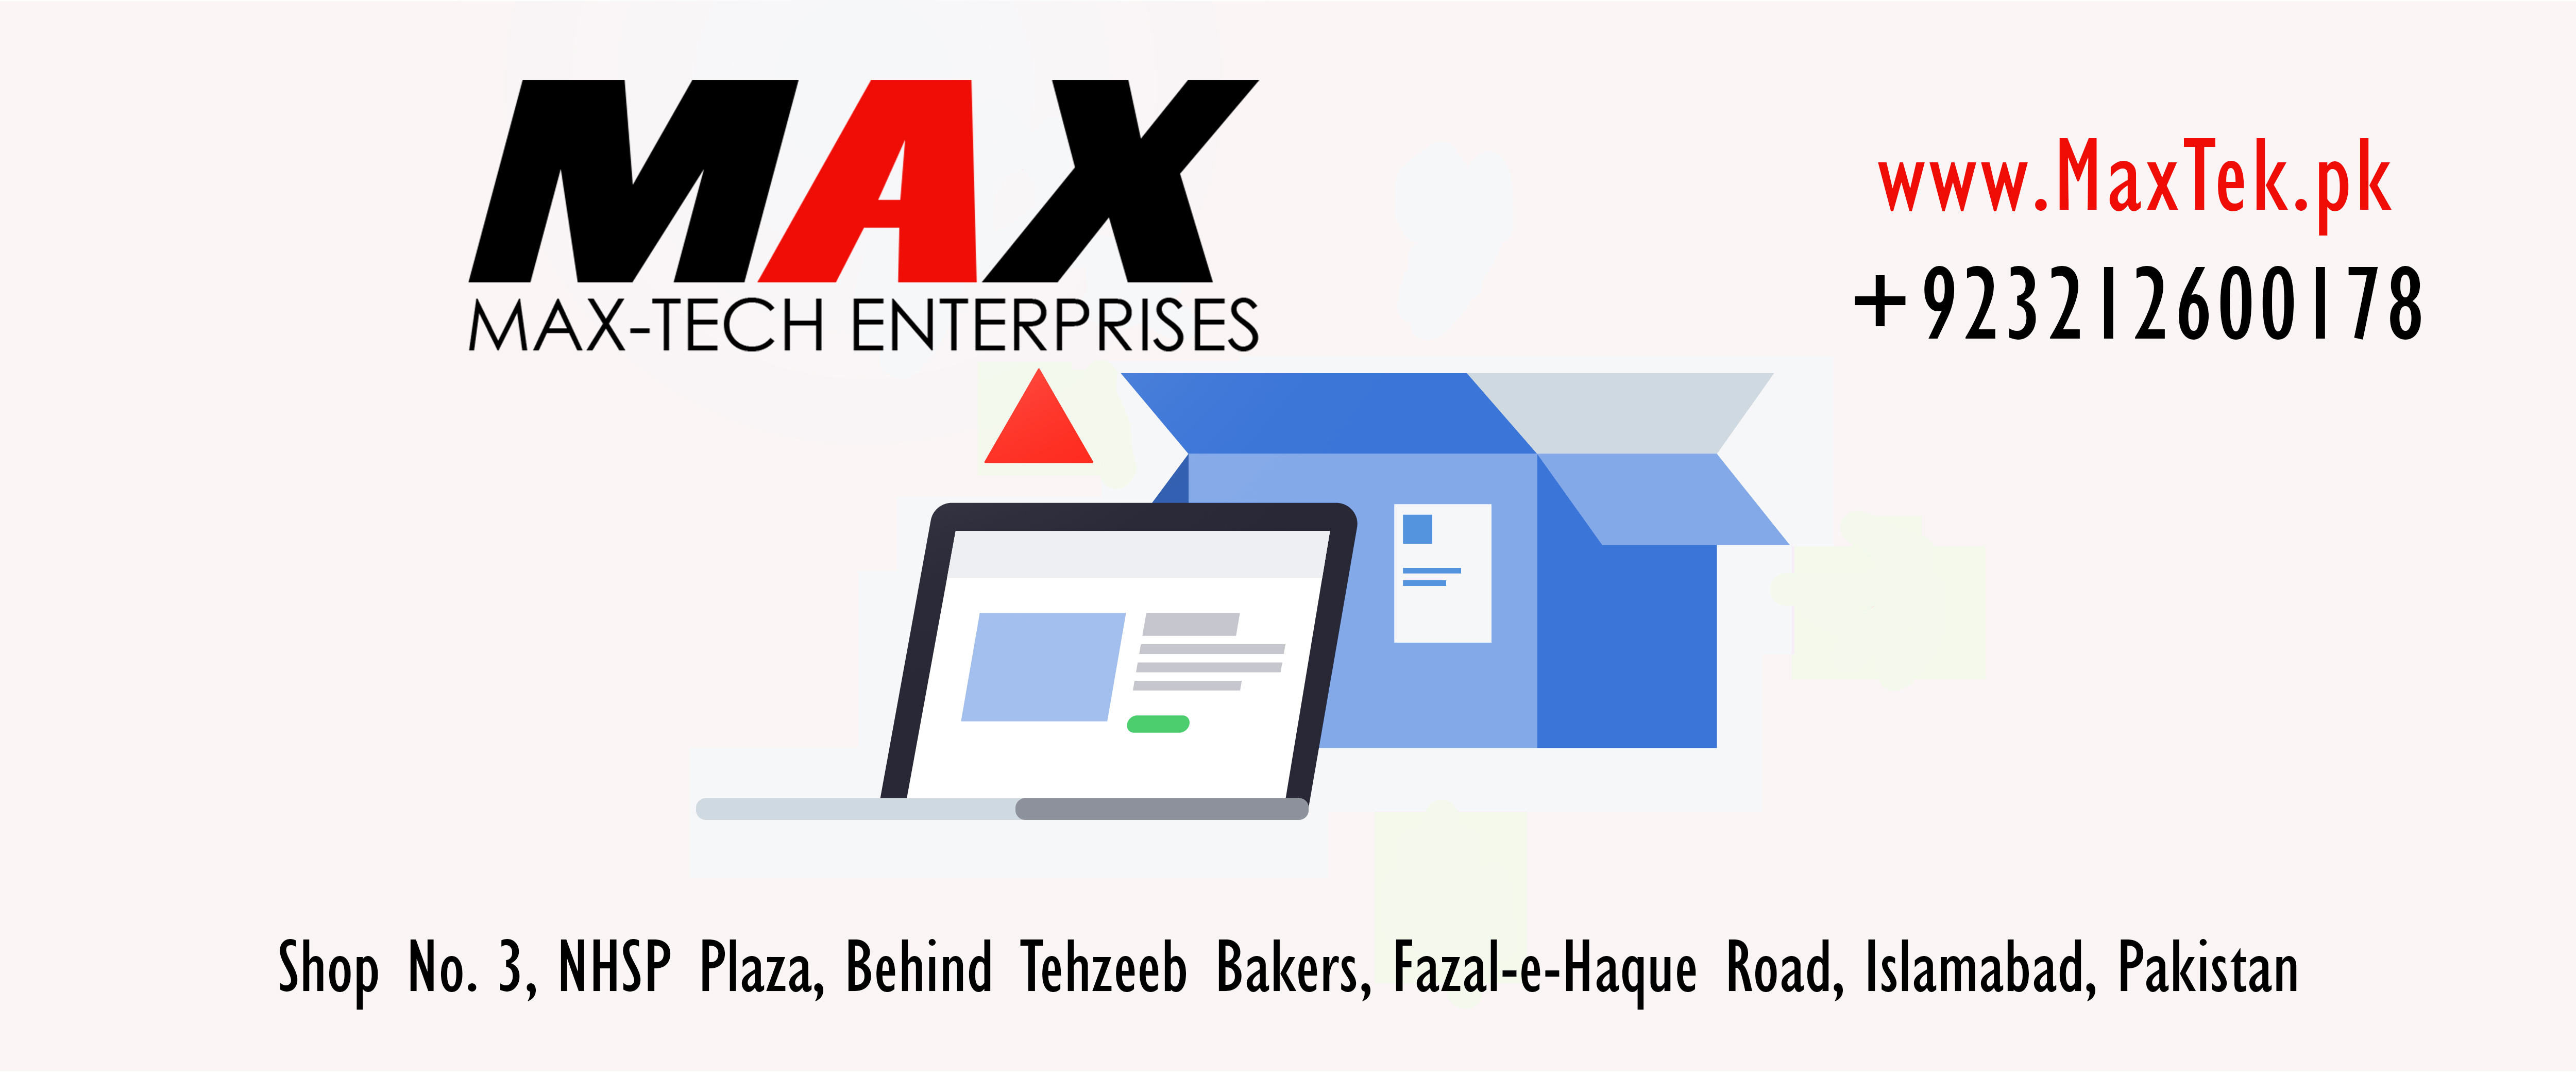 MAX
MAX-TECH ENTERPRISES
www.MaxTek.pk
+923212600178
Shop No. 3, NHSP Plaza, Behind Tehzeeb Bakers, Fazal-e-Haque Road, Islamabad, Pakistan